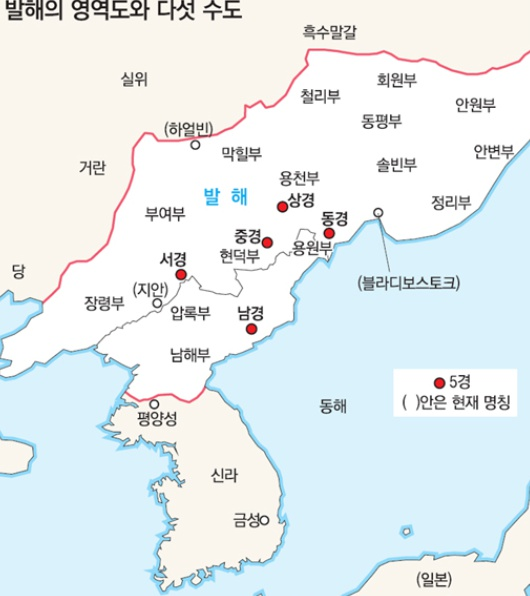 발해의 영역도와 다섯 수도
흑수말갈
실위
회원부
철리부
안원부
동평부
(하얼빈)
막힐부
안변부
거란
솔빈부
용천부
발 해
상경
정리부
부여부
동경
중경
용원부
현덕부
서경
당
(지안)
(블라디보스토크)
장령부
압록부
남경
남해부
5경
( )안은 현재 명칭
동해
평양성
신라
금성
(일본)